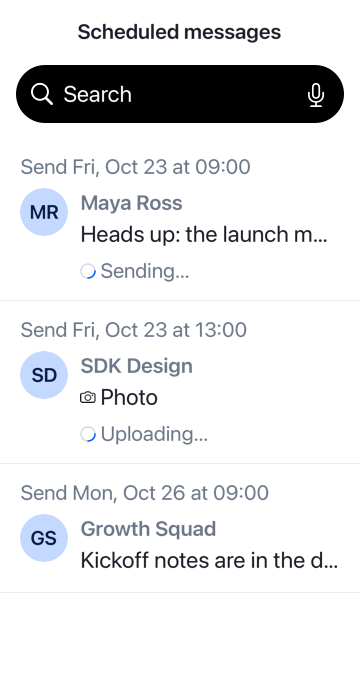 Scheduled messages
Search
Send Fri, Oct 23 at 09:00
MR
Maya Ross
Heads up: the launch m...
Sending...
Send Fri, Oct 23 at 13:00
SD
SDK Design
Photo
Uploading...
Send Mon, Oct 26 at 09:00
GS
Growth Squad
Kickoff notes are in the d...